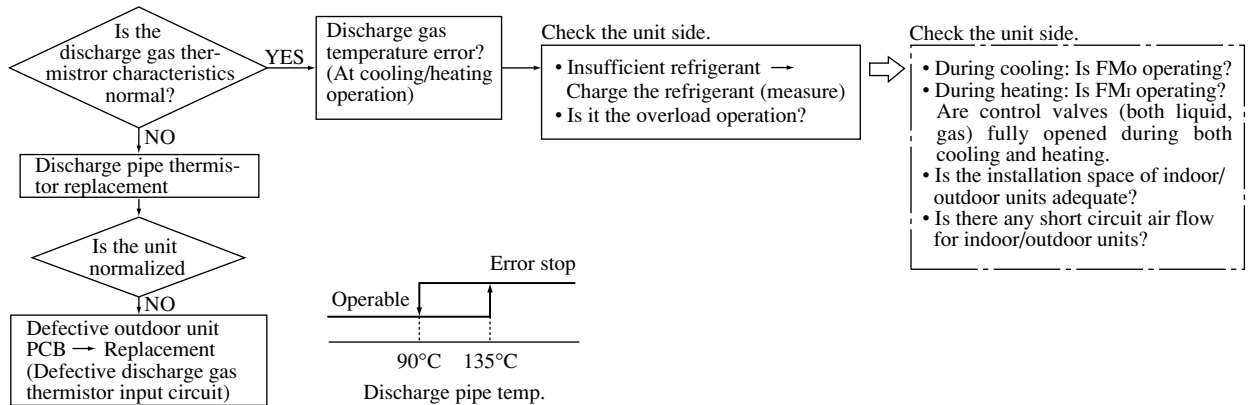 Is the
discharge gas ther-
mistror characteristics
normal?
YES
NO
Discharge pipe thermis-
tor replacement
Is the unit
normalized
NO
Defective outdoor unit
PCB → Replacement
(Defective discharge gas
thermistor input circuit)
Discharge gas
temperature error?
(At cooling/heating
operation)
Check the unit side.
• Insufficient refrigerant →
Charge the refrigerant (measure)
• Is it the overload operation?
Check the unit side.
• During cooling: Is FMO operating?
• During heating: Is FMI operating?
Are control valves (both liquid,
gas) fully opened during both
cooling and heating.
• Is the installation space of indoor/
outdoor units adequate?
• Is there any short circuit air flow
for indoor/outdoor units?
Error stop
Operable
90°C 135°C
Discharge pipe temp.